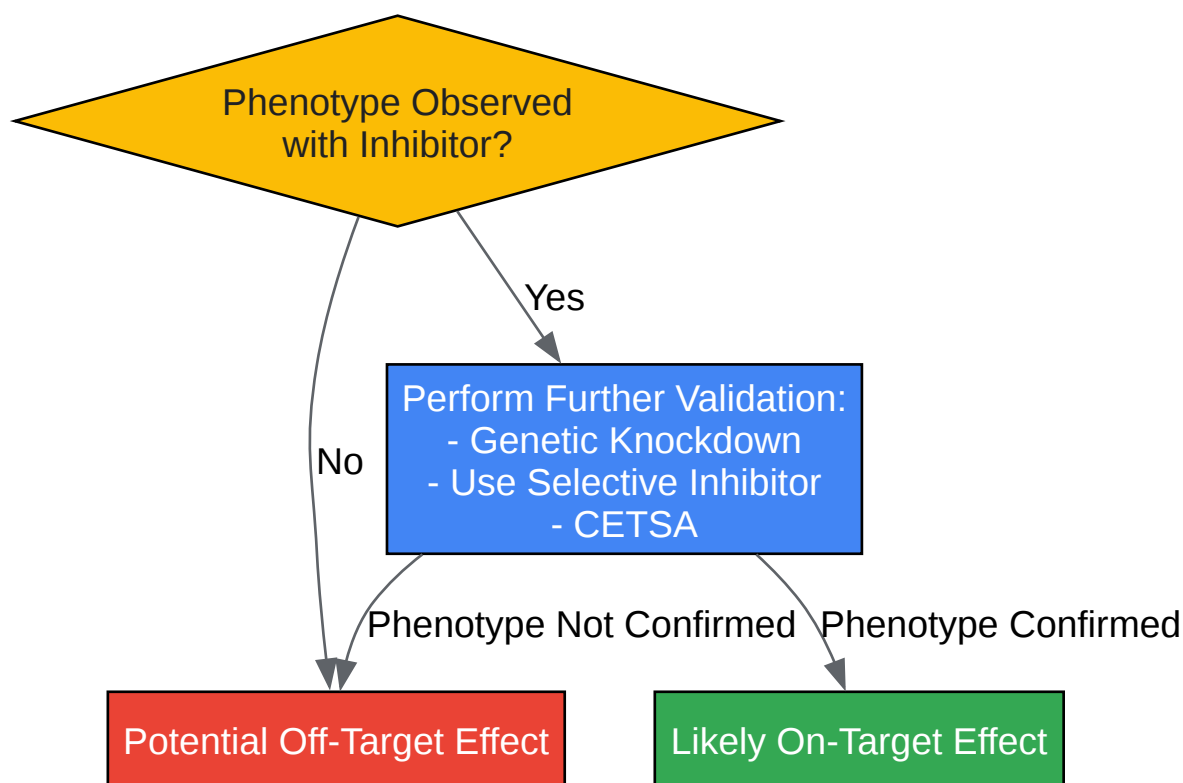 Phenotype Observed
with Inhibitor?
Yes
Perform Further Validation:
- Genetic Knockdown
- Use Selective Inhibitor
- CETSA
No
Phenotype Not Confirmed
Phenotype Confirmed
Potential Off-Target Effect
Likely On-Target Effect